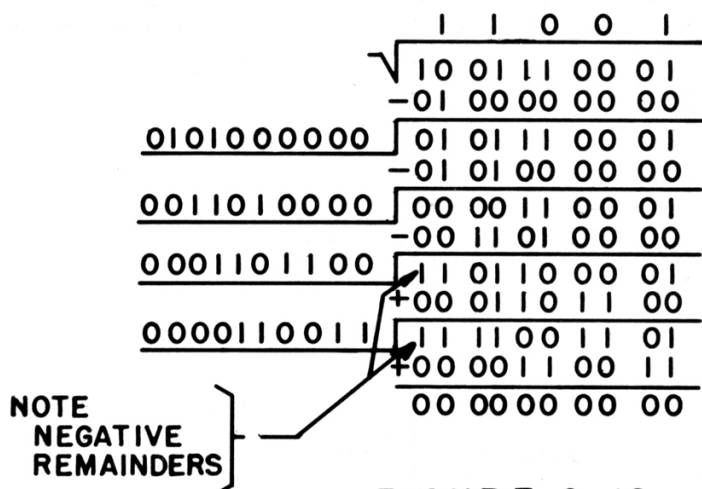 1 1 0 0 1
√ 10 01 11 00 01
-01 00 00 00 00
0101000000 01 01 11 00 01
-01 01 00 00 00
0011010000 00 00 11 00 01
-00 11 01 00 00
0001101100 11 01 10 00 01
+00 01 10 11 00
0000110011 11 11 00 11 01
+00 00 11 00 11
00 00 00 00 00
NOTE
NEGATIVE
REMAINDERS